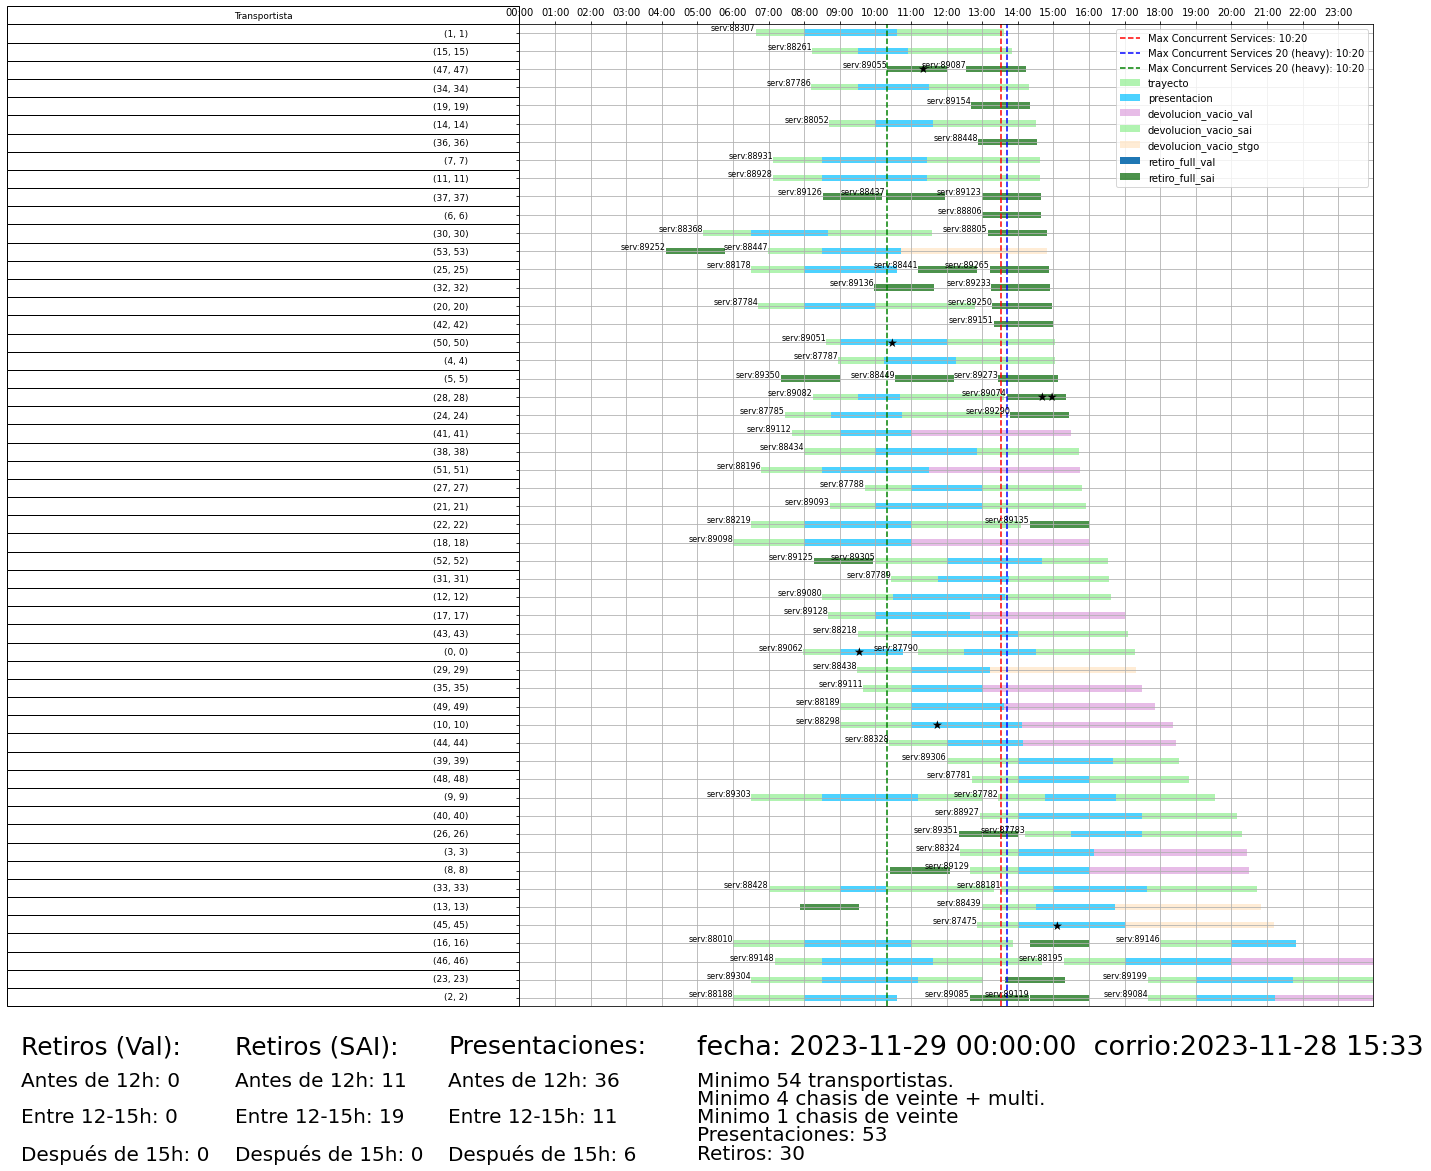 Transportista
00:00 01:00 02:00 03:00 04:00 05:00 06:00 07:00 08:00 09:00 10:00 11:00 12:00 13:00 14:00 15:00 16:00 17:00 18:00 19:00 20:00 21:00 22:00 23:00
Max Concurrent Services: 10:20
Max Concurrent Services 20 (heavy): 10:20
Max Concurrent Services 20 (heavy): 10:20
trayecto
presentacion
devolucion_vacio_val
devolucion_vacio_sai
devolucion_vacio_stgo
retiro_full_val
retiro_full_sai
(1, 1) serv:88307
(15, 15) serv:88261
(47, 47) serv:89055 serv:89087
(34, 34) serv:87786
(19, 19) serv:89154
(14, 14) serv:88052
(36, 36) serv:88448
(7, 7) serv:88931
(11, 11) serv:88928
(37, 37) serv:89126 serv:88437 serv:89123
(6, 6) serv:88806
(30, 30) serv:88368 serv:88805
(53, 53) serv:89252 serv:88447
(25, 25) serv:88178 serv:88441 serv:89265
(32, 32) serv:89136 serv:89233
(20, 20) serv:87784 serv:89250
(42, 42) serv:89151
(50, 50) serv:89051
(4, 4) serv:87787
(5, 5) serv:89350 serv:88449 serv:89273
(28, 28) serv:89082 serv:89074
(24, 24) serv:87785 serv:89290
(41, 41) serv:89112
(38, 38) serv:88434
(51, 51) serv:88196
(27, 27) serv:87788
(21, 21) serv:89093
(22, 22) serv:88219 serv:89135
(18, 18) serv:89098
(52, 52) serv:89125 serv:89305
(31, 31) serv:87789
(12, 12) serv:89080
(17, 17) serv:89128
(43, 43) serv:88218
(0, 0) serv:89062 serv:87790
(29, 29) serv:88438
(35, 35) serv:89111
(49, 49) serv:88189
(10, 10) serv:88298
(44, 44) serv:88328
(39, 39) serv:89306
(48, 48) serv:87781
(9, 9) serv:89303 serv:87782
(40, 40) serv:88927
(26, 26) serv:89351 serv:87783
(3, 3) serv:88324
(8, 8) serv:89129
(33, 33) serv:88428 serv:88181
(13, 13) serv:88439
(45, 45) serv:87475
(16, 16) serv:88010 serv:89146
(46, 46) serv:89148 serv:88195
(23, 23) serv:89304 serv:89199
(2, 2) serv:88188 serv:89085 serv:89119 serv:89084
Retiros (Val): Retiros (SAI): Presentaciones: fecha: 2023-11-29 00:00:00 corrio:2023-11-28 15:33
Antes de 12h: 0 Antes de 12h: 11 Antes de 12h: 36 Minimo 54 transportistas.
Minimo 4 chasis de veinte + multi.
Entre 12-15h: 0 Entre 12-15h: 19 Entre 12-15h: 11 Minimo 1 chasis de veinte
Presentaciones: 53
Después de 15h: 0 Después de 15h: 0 Después de 15h: 6 Retiros: 30